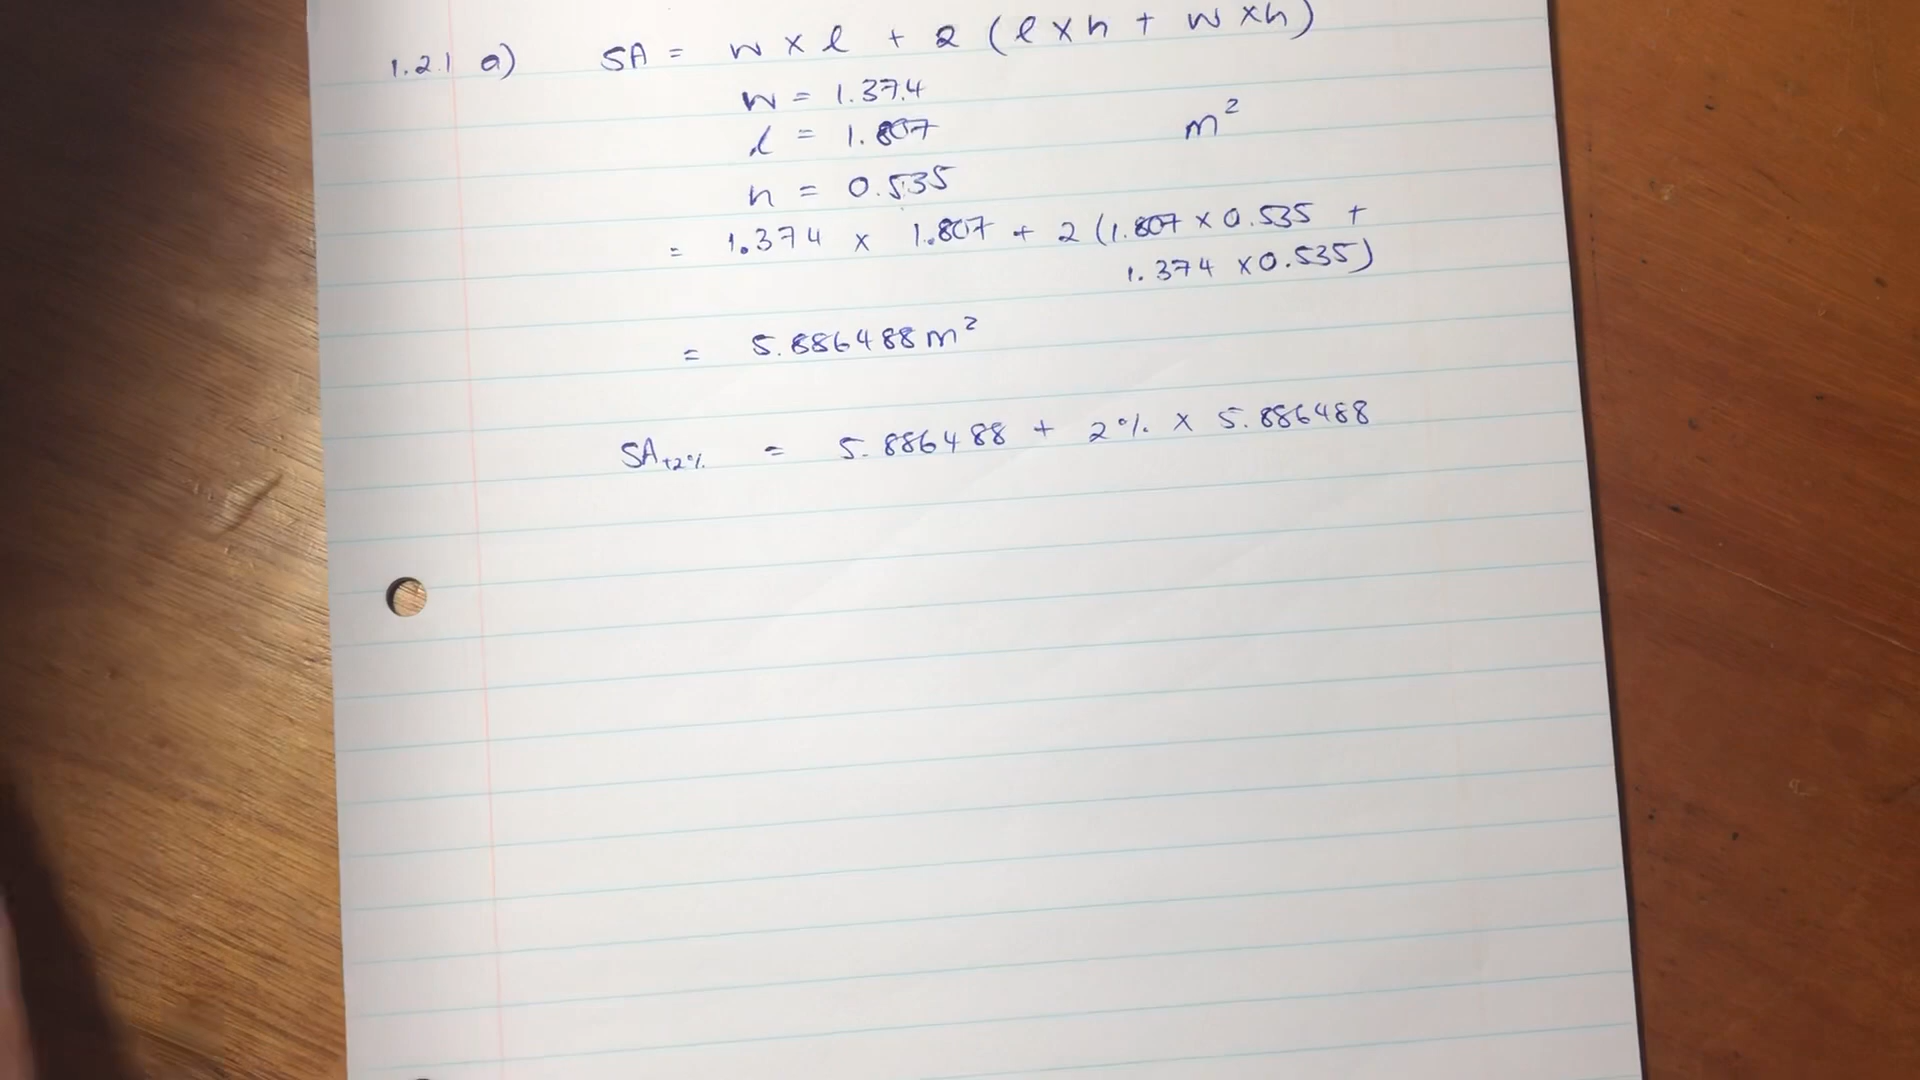 1.2.1 a) SA = w x l + 2 (l x h + w x h)
w = 1.374
l = 1.807
m²
h = 0.535
= 1.374 x 1.807 + 2 (1.807 x 0.535 +
1.374 x 0.535)
= 5.886488 m²
SA+2% = 5.886488 + 2% x 5.886488